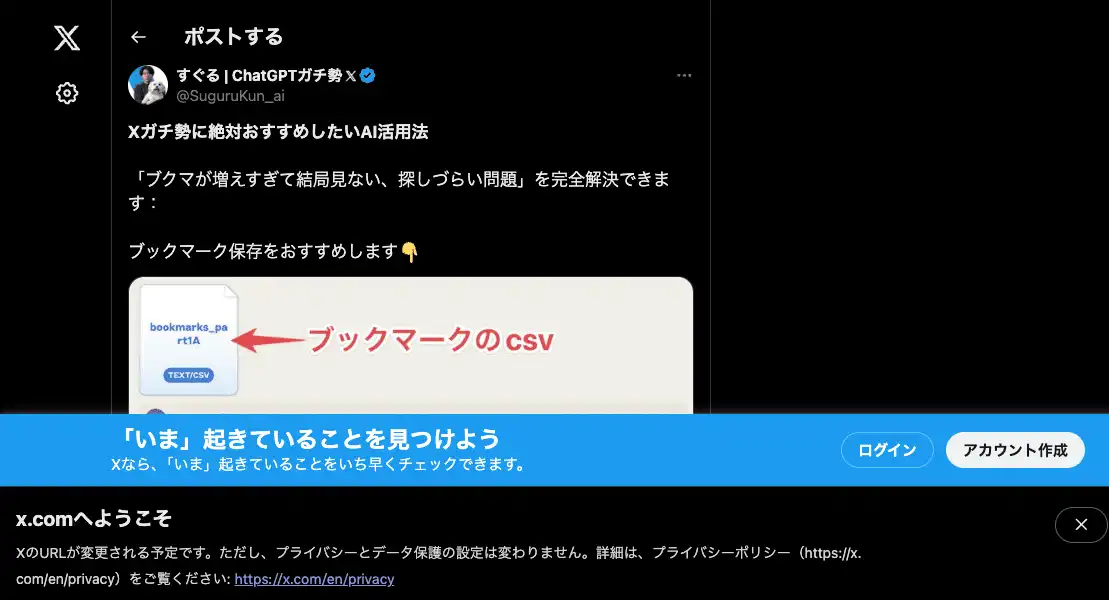 ポストする
すぐる | ChatGPTガチ勢 𝕏
@SuguruKun_ai
Xガチ勢に絶対おすすめしたいAI活用法
「ブクマが増えすぎて結局見ない、探しづらい問題」を完全解決できま
す：
ブックマーク保存をおすすめします👇
bookmarks_pa
rt1A
TEXT/CSV
ブックマークのcsv
「いま」起きていることを見つけよう
Xなら、「いま」起きていることをいち早くチェックできます。
ログイン
アカウント作成
x.comへようこそ
XのURLが変更される予定です。ただし、プライバシーとデータ保護の設定は変わりません。詳細は、プライバシーポリシー（https://x.
com/en/privacy）をご覧ください: https://x.com/en/privacy